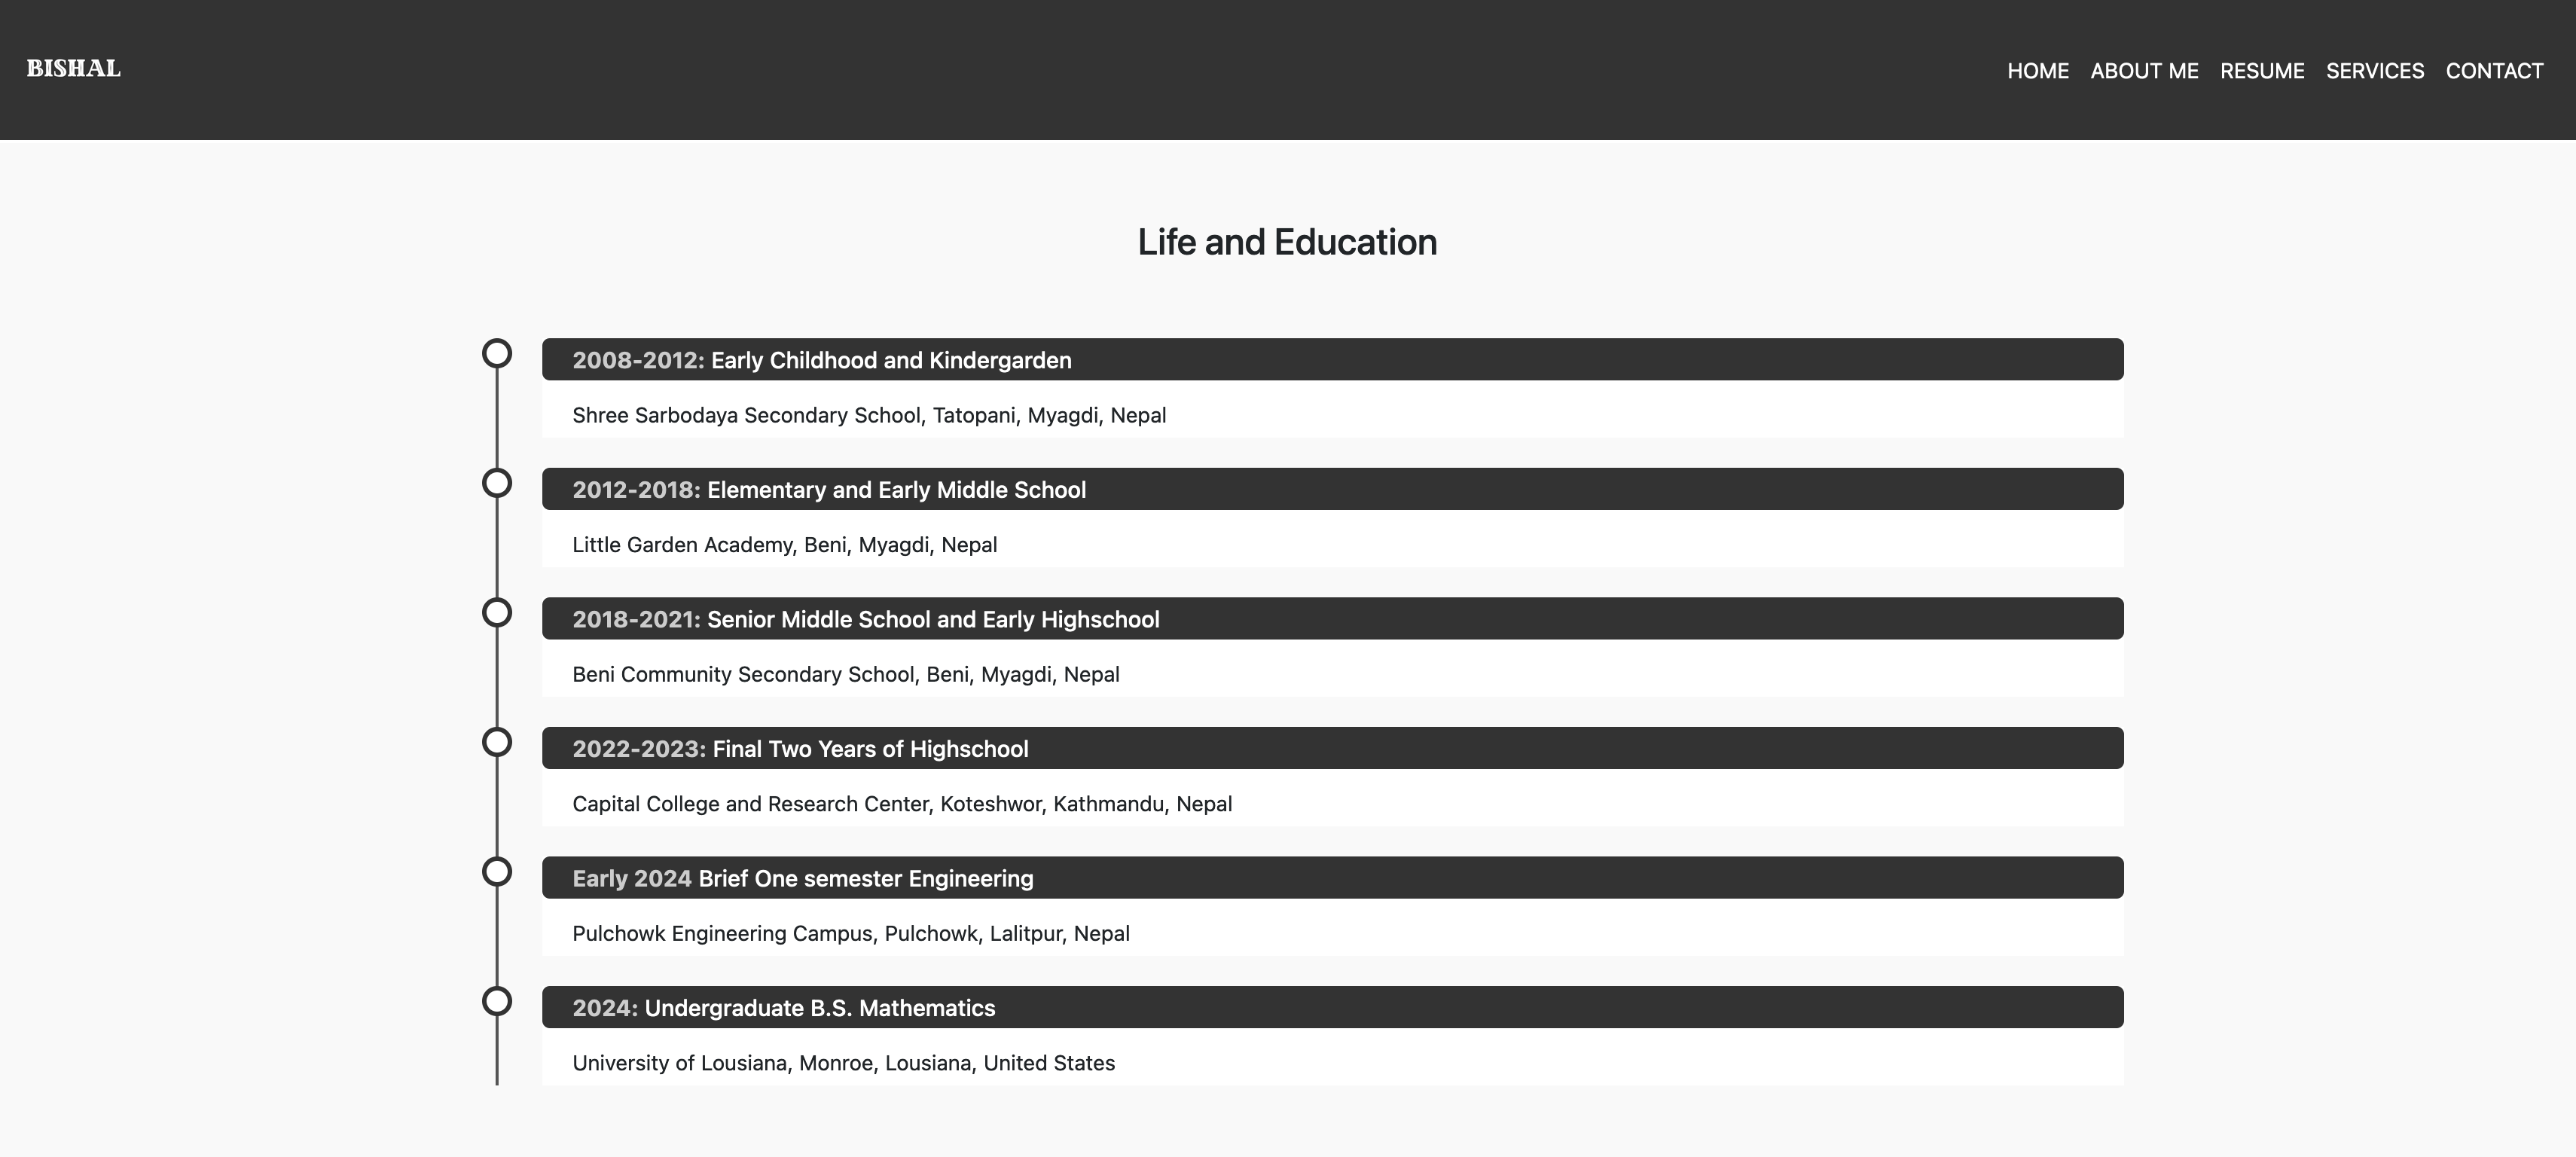 BISHAL
HOME ABOUT ME RESUME SERVICES CONTACT
Life and Education
2008-2012: Early Childhood and Kindergarden
Shree Sarbodaya Secondary School, Tatopani, Myagdi, Nepal
2012-2018: Elementary and Early Middle School
Little Garden Academy, Beni, Myagdi, Nepal
2018-2021: Senior Middle School and Early Highschool
Beni Community Secondary School, Beni, Myagdi, Nepal
2022-2023: Final Two Years of Highschool
Capital College and Research Center, Koteshwor, Kathmandu, Nepal
Early 2024 Brief One semester Engineering
Pulchowk Engineering Campus, Pulchowk, Lalitpur, Nepal
2024: Undergraduate B.S. Mathematics
University of Lousiana, Monroe, Lousiana, United States